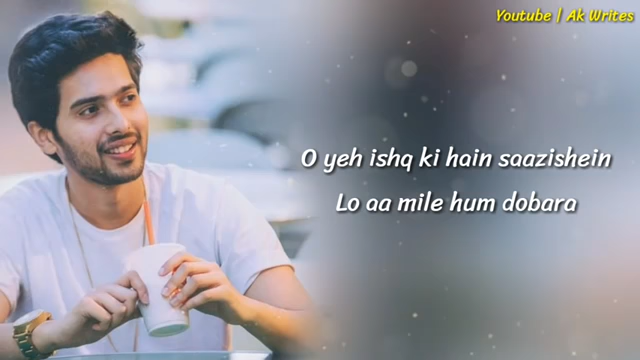 Youtube | Ak Writes
O yeh ishq ki hain saazishein
Lo aa mile hum dobara